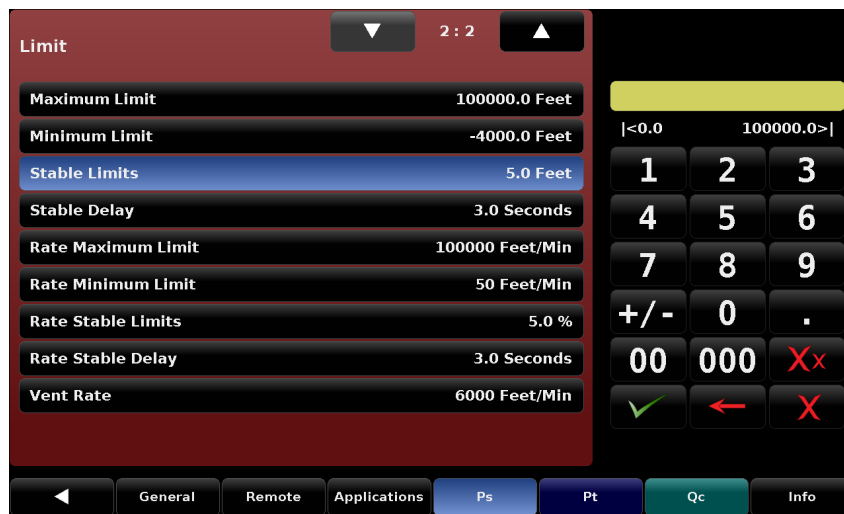 Limit
2 : 2
Maximum Limit 100000.0 Feet
Minimum Limit -4000.0 Feet
Stable Limits 5.0 Feet
Stable Delay 3.0 Seconds
Rate Maximum Limit 100000 Feet/Min
Rate Minimum Limit 50 Feet/Min
Rate Stable Limits 5.0 %
Rate Stable Delay 3.0 Seconds
Vent Rate 6000 Feet/Min
|<0.0 100000.0>|
1 2 3
4 5 6
7 8 9
+/- 0 .
00 000 Xx
X
General Remote Applications Ps Pt Qc Info